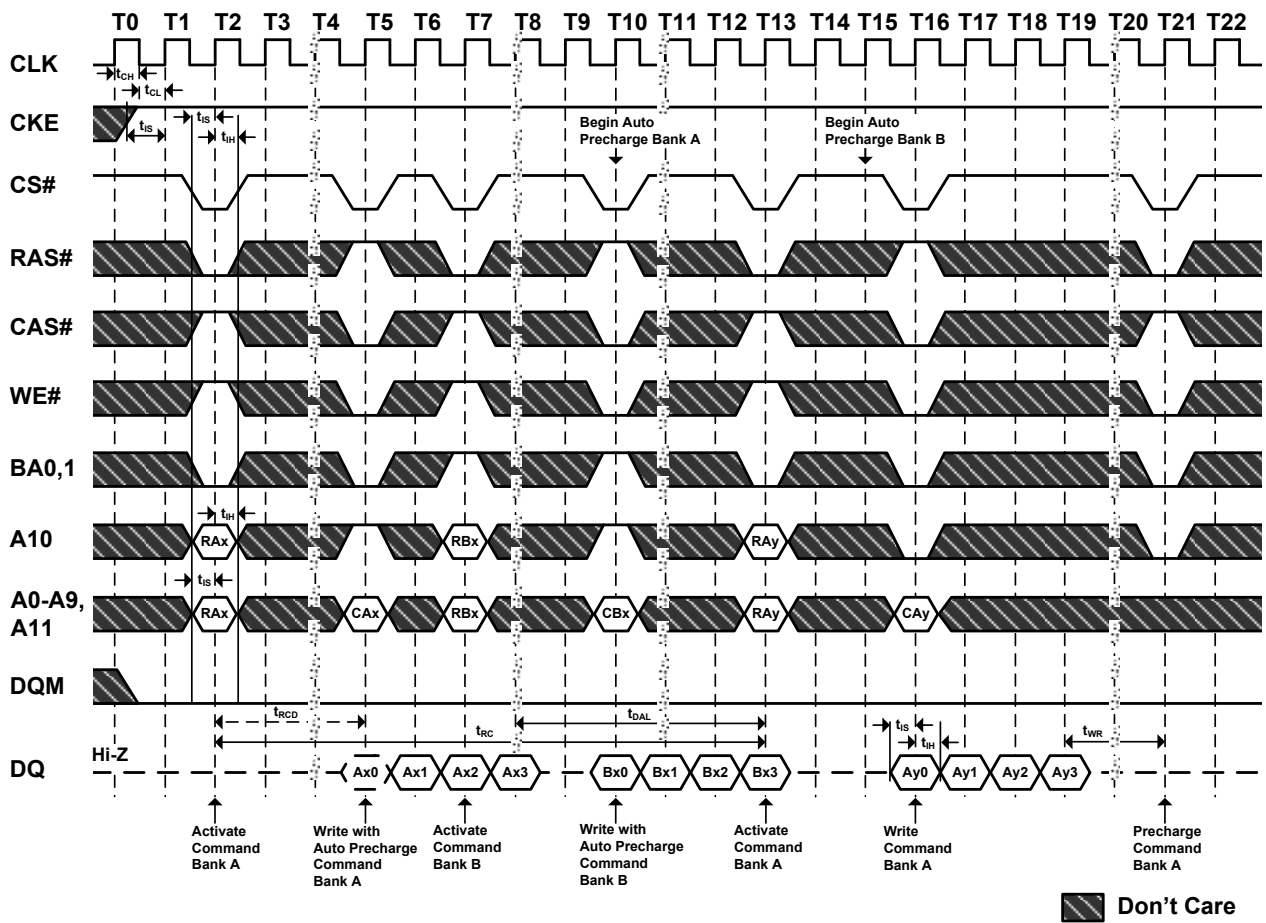 T0 T1 T2 T3 T4 T5 T6 T7 T8 T9 T10 T11 T12 T13 T14 T15 T16 T17 T18 T19 T20 T21 T22
CLK
tCH
tCL
CKE
tIS
tIS
tIH
Begin Auto
Precharge Bank A
Begin Auto
Precharge Bank B
CS#
RAS#
CAS#
WE#
BA0,1
tIH
A10
RAx RBx RAy
tIS
A0-A9,
A11
RAx CAx RBx CBx RAy CAy
DQM
tRCD
tDAL
tRC
tIS
tIH
tWR
Hi-Z
DQ
Ax0 Ax1 Ax2 Ax3 Bx0 Bx1 Bx2 Bx3 Ay0 Ay1 Ay2 Ay3
Activate
Command
Bank A
Write with
Auto Precharge
Command
Bank A
Activate
Command
Bank B
Write with
Auto Precharge
Command
Bank B
Activate
Command
Bank A
Write
Command
Bank A
Precharge
Command
Bank A
Don't Care